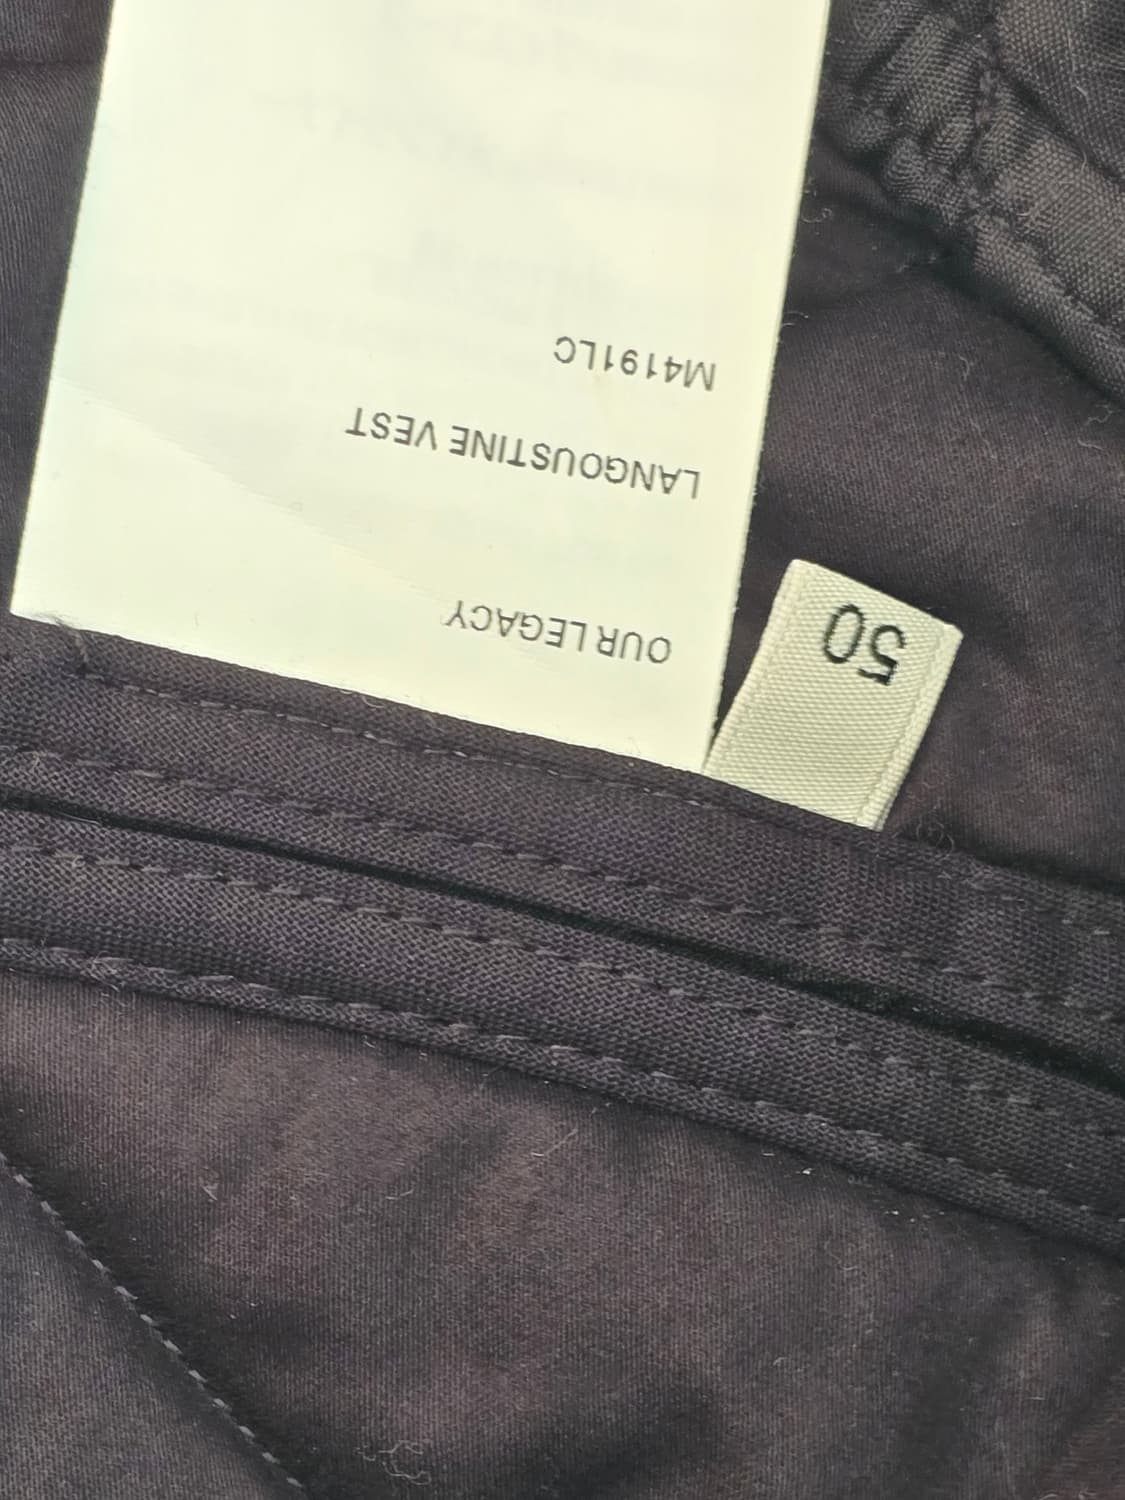 OUR LEGACY
LANGOUSTINE VEST
M4191LC
50